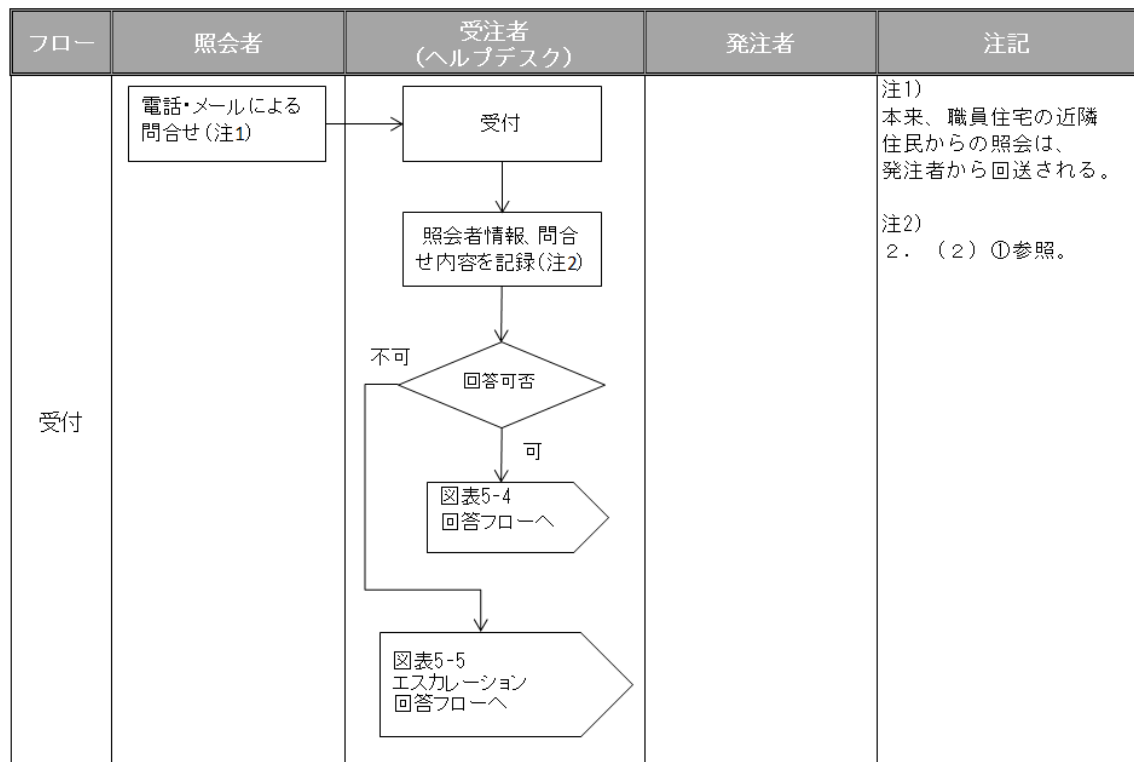 フロー
照会者
受注者
(ヘルプデスク)
発注者
注記
電話・メールによる
問合せ(注1)
受付
照会者情報、問合
せ内容を記録(注2)
回答可否
不可
可
図表5-4
回答フローへ
図表5-5
エスカレーション
回答フローへ
受付
注1)
本来、職員住宅の近隣
住民からの照会は、
発注者から回送される。
注2)
２．（２）①参照。